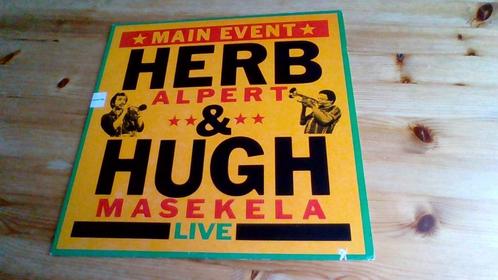 ★ MAIN EVENT ★
HERB
ALPERT
★★ & ★★
HUGH
MASEKELA
LIVE